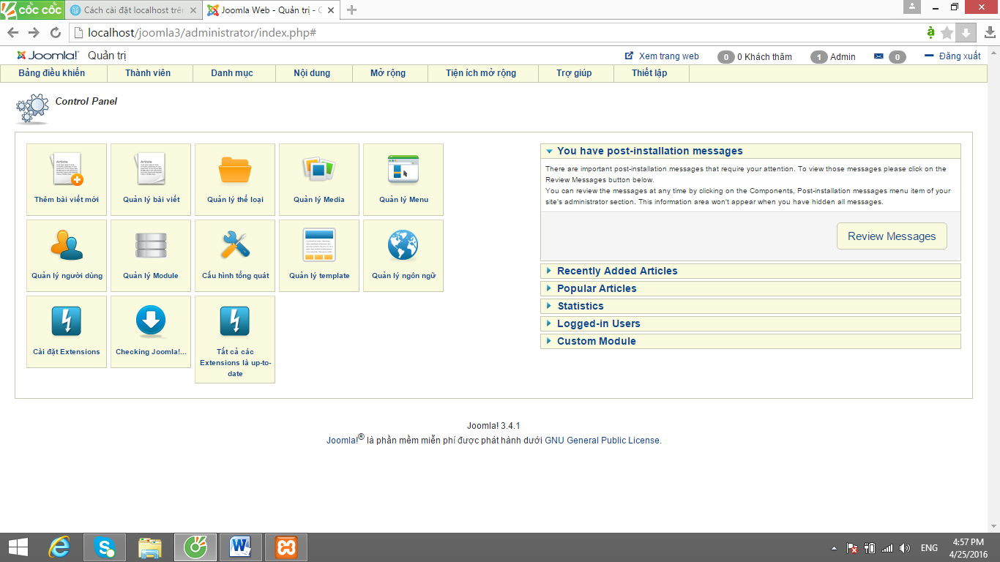 CỐC CỐC
Cách cài đặt localhost trên
Joomla Web - Quản trị - C
localhost/joomla3/administrator/index.php#
Joomla!® Quản trị
Xem trang web
0 0 Khách thăm
1 Admin
0
Đăng xuất
Bảng điều khiển
Thành viên
Danh mục
Nội dung
Mở rộng
Tiện ích mở rộng
Trợ giúp
Thiết lập
Control Panel
Thêm bài viết mới
Quản lý bài viết
Quản lý thể loại
Quản lý Media
Quản lý Menu
Quản lý người dùng
Quản lý Module
Cấu hình tổng quát
Quản lý template
Quản lý ngôn ngữ
Cài đặt Extensions
Checking Joomla!...
Tất cả các
Extensions là up-to-
date
You have post-installation messages
There are important post-installation messages that require your attention. To view those messages please click on the
Review Messages button below.
You can review the messages at any time by clicking on the Components, Post-installation messages menu item of your
site's administrator section. This information area won't appear when you have hidden all messages.
Review Messages
Recently Added Articles
Popular Articles
Statistics
Logged-in Users
Custom Module
Joomla! 3.4.1
Joomla!® là phần mềm miễn phí được phát hành dưới GNU General Public License.
ENG
4:57 PM
4/25/2016